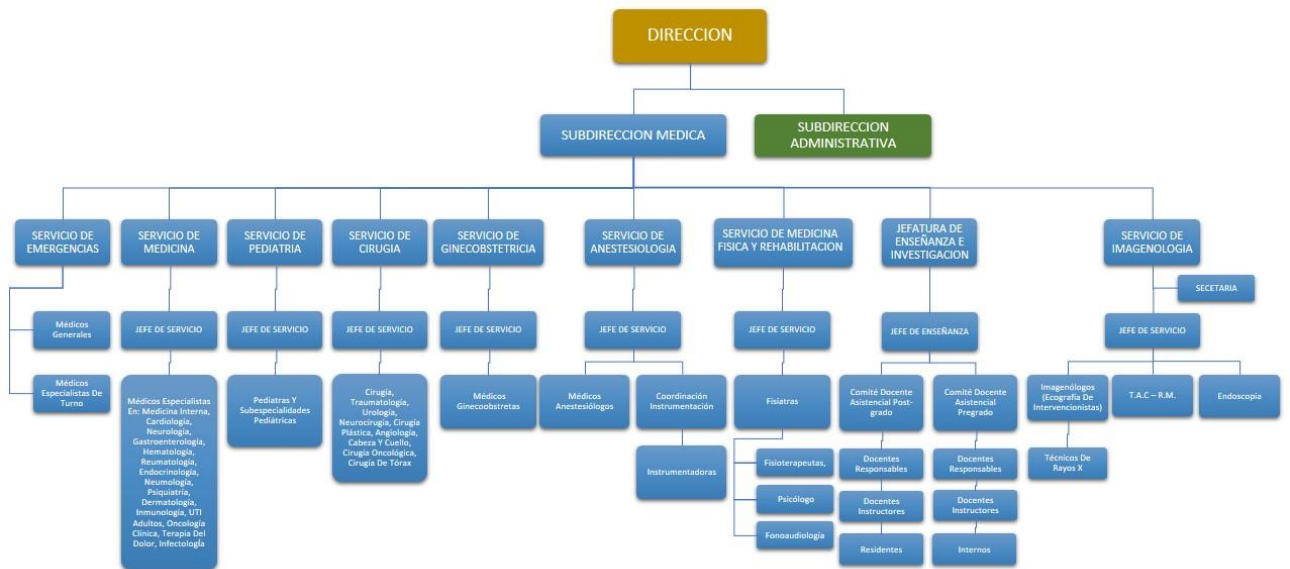 DIRECCION
SUBDIRECCION MEDICA
SUBDIRECCION
ADMINISTRATIVA
SERVICIO DE
EMERGENCIAS
SERVICIO DE
MEDICINA
SERVICIO DE
PEDIATRIA
SERVICIO DE
CIRUGIA
SERVICIO DE
GINECOBSTETRICIA
SERVICIO DE
ANESTESIOLOGIA
SERVICIO DE MEDICINA
FISICA Y REHABILITACION
JEFATURA DE
ENSEÑANZA E
INVESTIGACION
SERVICIO DE
IMAGENOLOGIA
SECETARIA
Médicos
Generales
JEFE DE SERVICIO
JEFE DE SERVICIO
JEFE DE SERVICIO
JEFE DE SERVICIO
JEFE DE SERVICIO
JEFE DE SERVICIO
JEFE DE ENSEÑANZA
JEFE DE SERVICIO
Médicos
Especialistas De
Turno
Médicos Especialistas
En: Medicina Interna,
Cardiología,
Neurología,
Gastroenterología,
Hematología,
Reumatología,
Endocrinología,
Neumología,
Psiquiatría,
Dermatología,
Inmunología, UTI
Adultos, Oncología
Clínica, Terapia Del
Dolor, Infectología
Pediatras Y
Subespecialidades
Pediátricas
Cirugía,
Traumatología,
Urología,
Neurocirugía, Cirugía
Plástica, Angiología,
Cabeza Y Cuello,
Cirugía Oncológica,
Cirugía De Tórax
Médicos
Ginecoobstretas
Médicos
Anestesiólogos
Coordinación
Instrumentación
Instrumentadoras
Fisiatras
Fisioterapeutas,
Psicólogo
Fonoaudiología
Comité Docente
Asistencial Post-
grado
Docentes
Responsables
Docentes
Instructores
Residentes
Comité Docente
Asistencial
Pregrado
Docentes
Responsables
Docentes
Instructores
Internos
Imagenólogos
(Ecografía De
Intervencionistas)
Técnicos De
Rayos X
T.A.C – R.M.
Endoscopia